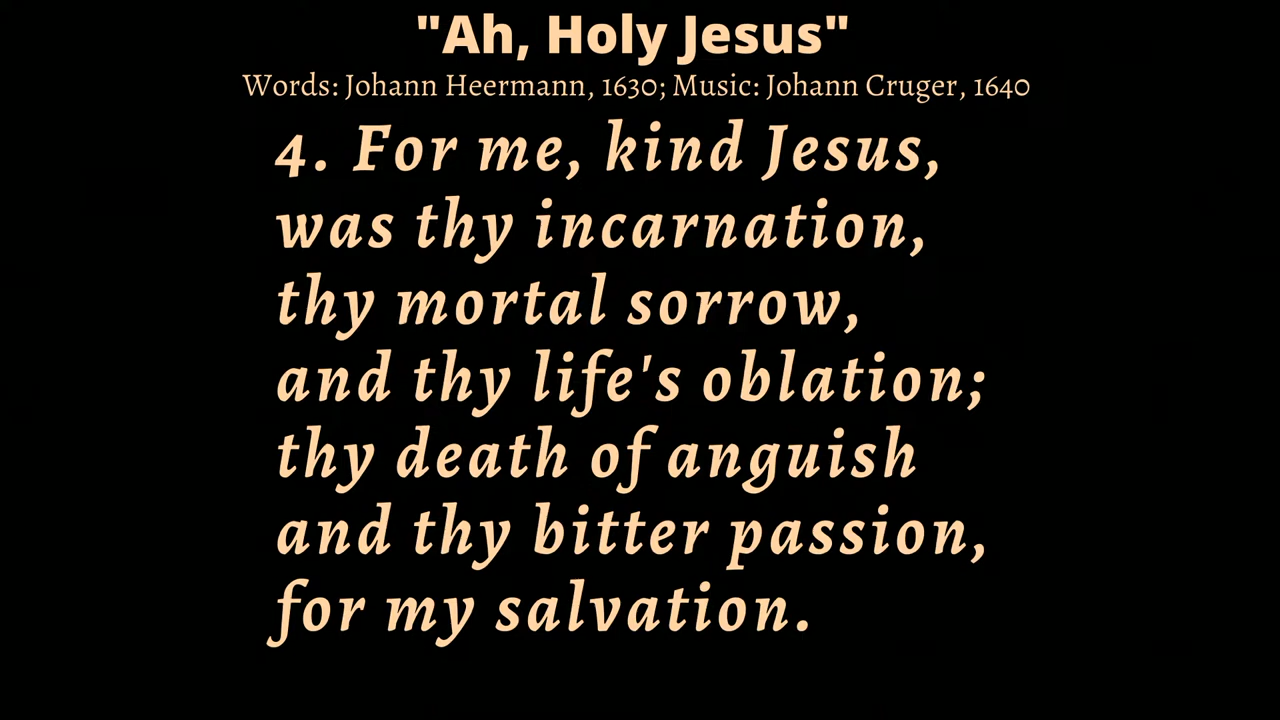 "Ah, Holy Jesus"
Words: Johann Heermann, 1630; Music: Johann Cruger, 1640
4. For me, kind Jesus,
was thy incarnation,
thy mortal sorrow,
and thy life's oblation;
thy death of anguish
and thy bitter passion,
for my salvation.